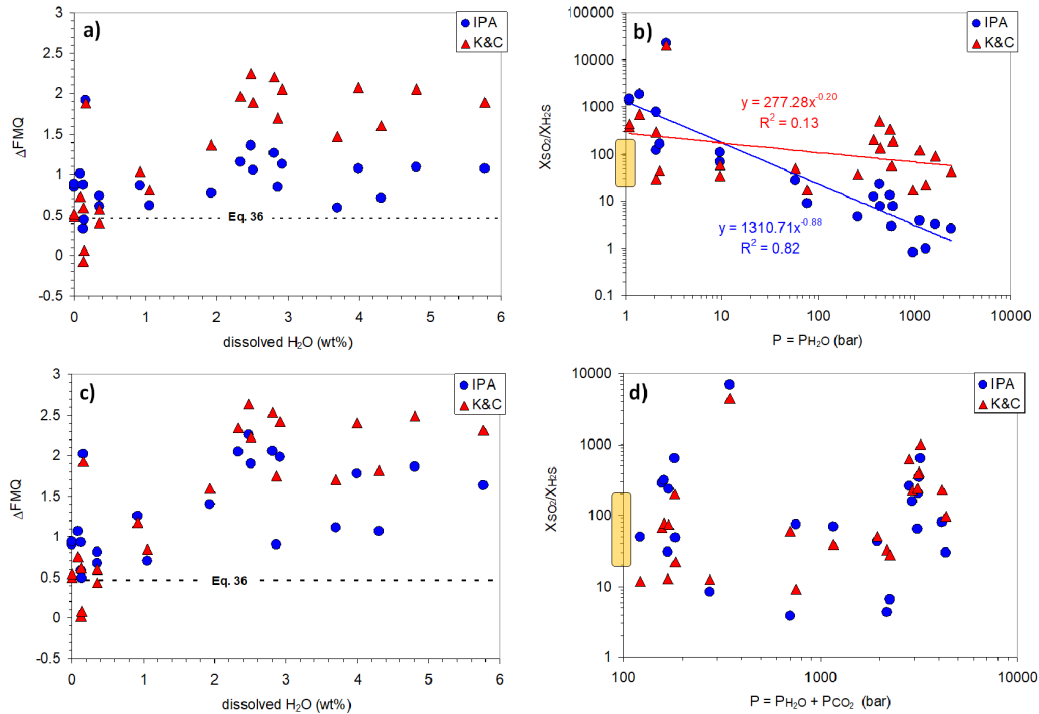 a)
IPA
K&C
3
2.5
2
1.5
1
0.5
0
-0.5
ΔFMQ
Eq. 36
0 1 2 3 4 5 6
dissolved H₂O (wt%)
b)
IPA
K&C
100000
10000
1000
100
10
1
0.1
XSO₂/XH₂S
y = 277.28x^-0.20
R² = 0.13
y = 1310.71x^-0.88
R² = 0.82
1 10 100 1000 10000
P = PH₂O (bar)
c)
IPA
K&C
3
2.5
2
1.5
1
0.5
0
-0.5
ΔFMQ
Eq. 36
0 1 2 3 4 5 6
dissolved H₂O (wt%)
d)
IPA
K&C
10000
1000
100
10
1
XSO₂/XH₂S
100 1000 10000
P = PH₂O + PCO₂ (bar)